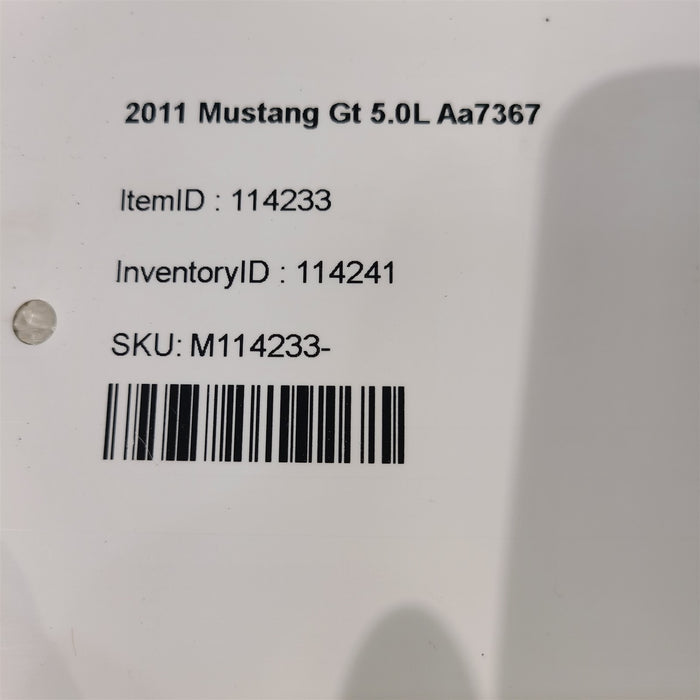 2011 Mustang Gt 5.0L Aa7367
ItemID : 114233
InventoryID : 114241
SKU: M114233-